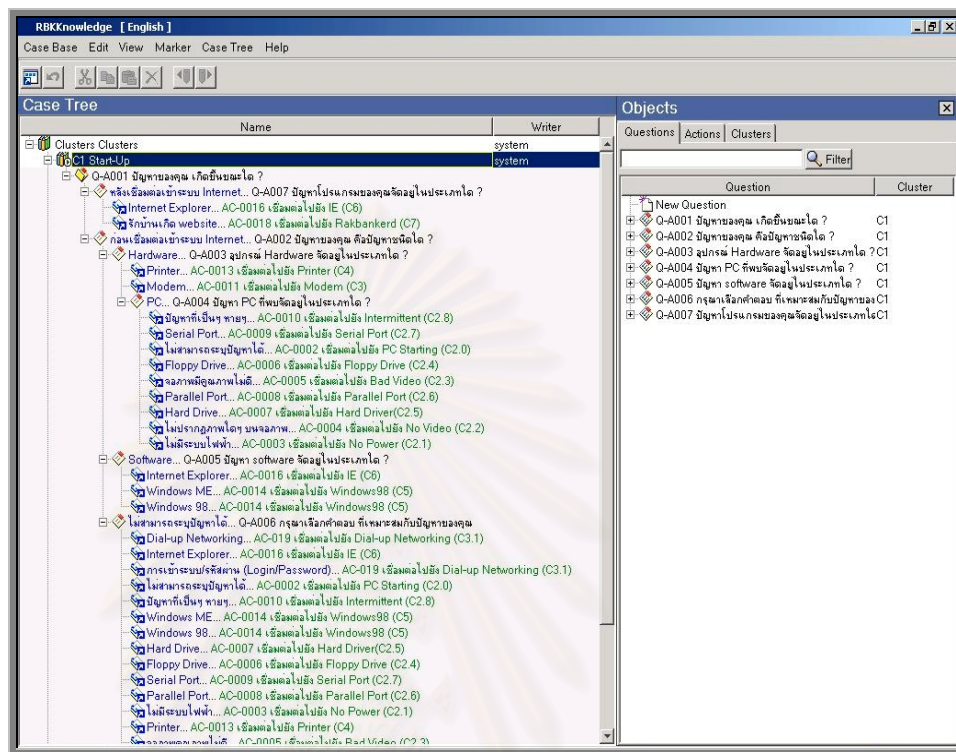 RBKKnowledge [ English ]
Case Base Edit View Marker Case Tree Help
Case Tree
Name Writer
Clusters Clusters system
C1 Start-Up system
Q-A001 ปัญหาของคุณ เกิดขึ้นขณะใด ?
หลังเชื่อมต่อเข้าระบบ Internet... Q-A007 ปัญหาโปรแกรมของคุณจัดอยู่ในประเภทใด ?
Internet Explorer... AC-0016 เชื่อมต่อไปยัง IE (C6)
รักบ้านเกิด website... AC-0018 เชื่อมต่อไปยัง Rakbankerd (C7)
ก่อนเชื่อมต่อเข้าระบบ Internet... Q-A002 ปัญหาของคุณ คือปัญหาชนิดใด ?
Hardware... Q-A003 อุปกรณ์ Hardware จัดอยู่ในประเภทใด ?
Printer... AC-0013 เชื่อมต่อไปยัง Printer (C4)
Modem... AC-0011 เชื่อมต่อไปยัง Modem (C3)
PC... Q-A004 ปัญหา PC ที่พบจัดอยู่ในประเภทใด ?
ปัญหาที่เป็นๆ หายๆ... AC-0010 เชื่อมต่อไปยัง Intermittent (C2.8)
Serial Port... AC-0009 เชื่อมต่อไปยัง Serial Port (C2.7)
ไม่สามารถระบุปัญหาได้... AC-0002 เชื่อมต่อไปยัง PC Starting (C2.0)
Floppy Drive... AC-0006 เชื่อมต่อไปยัง Floppy Drive (C2.4)
จอภาพมีคุณภาพไม่ดี... AC-0005 เชื่อมต่อไปยัง Bad Video (C2.3)
Parallel Port... AC-0008 เชื่อมต่อไปยัง Parallel Port (C2.6)
Hard Drive... AC-0007 เชื่อมต่อไปยัง Hard Driver(C2.5)
ไม่ปรากฏภาพใดๆ บนจอภาพ... AC-0004 เชื่อมต่อไปยัง No Video (C2.2)
ไม่มีระบบไฟฟ้า... AC-0003 เชื่อมต่อไปยัง No Power (C2.1)
Software... Q-A005 ปัญหา software จัดอยู่ในประเภทใด ?
Internet Explorer... AC-0016 เชื่อมต่อไปยัง IE (C6)
Windows ME... AC-0014 เชื่อมต่อไปยัง Windows98 (C5)
Windows 98... AC-0014 เชื่อมต่อไปยัง Windows98 (C5)
ไม่สามารถระบุปัญหาได้... Q-A006 กรุณาเลือกคำตอบ ที่เหมาะสมกับปัญหาของคุณ
Dial-up Networking... AC-019 เชื่อมต่อไปยัง Dial-up Networking (C3.1)
Internet Explorer... AC-0016 เชื่อมต่อไปยัง IE (C6)
การเข้าระบบ/รหัสผ่าน (Login/Password)... AC-019 เชื่อมต่อไปยัง Dial-up Networking (C3.1)
ไม่สามารถระบุปัญหาได้... AC-0002 เชื่อมต่อไปยัง PC Starting (C2.0)
ปัญหาที่เป็นๆ หายๆ... AC-0010 เชื่อมต่อไปยัง Intermittent (C2.8)
Windows ME... AC-0014 เชื่อมต่อไปยัง Windows98 (C5)
Windows 98... AC-0014 เชื่อมต่อไปยัง Windows98 (C5)
Hard Drive... AC-0007 เชื่อมต่อไปยัง Hard Driver(C2.5)
Floppy Drive... AC-0006 เชื่อมต่อไปยัง Floppy Drive (C2.4)
Serial Port... AC-0009 เชื่อมต่อไปยัง Serial Port (C2.7)
Parallel Port... AC-0008 เชื่อมต่อไปยัง Parallel Port (C2.6)
ไม่มีระบบไฟฟ้า... AC-0003 เชื่อมต่อไปยัง No Power (C2.1)
Printer... AC-0013 เชื่อมต่อไปยัง Printer (C4)
AC-0005 เชื่อมต่อไปยัง Bad Video (C2.3)
Objects
Questions Actions Clusters
Filter
Question Cluster
New Question
Q-A001 ปัญหาของคุณ เกิดขึ้นขณะใด ? C1
Q-A002 ปัญหาของคุณ คือปัญหาชนิดใด ? C1
Q-A003 อุปกรณ์ Hardware จัดอยู่ในประเภทใด ? C1
Q-A004 ปัญหา PC ที่พบจัดอยู่ในประเภทใด ? C1
Q-A005 ปัญหา software จัดอยู่ในประเภทใด ? C1
Q-A006 กรุณาเลือกคำตอบ ที่เหมาะสมกับปัญหาของ C1
Q-A007 ปัญหาโปรแกรมของคุณจัดอยู่ในประเภทใ C1